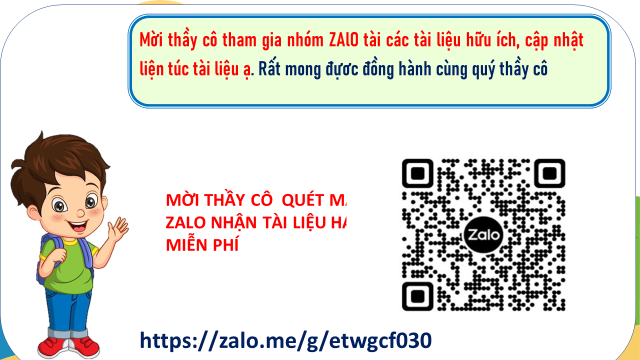 Mời thầy cô tham gia nhóm ZAlO tài các tài liệu hữu ích, cập nhật
liện túc tài liệu ạ. Rất mong đựơc đồng hành cùng quý thầy cô
MỜI THẦY CÔ QUÉT
ZALO NHẬN TÀI LIỆU
MIỄN PHÍ
Zalo
https://zalo.me/g/etwgcf030